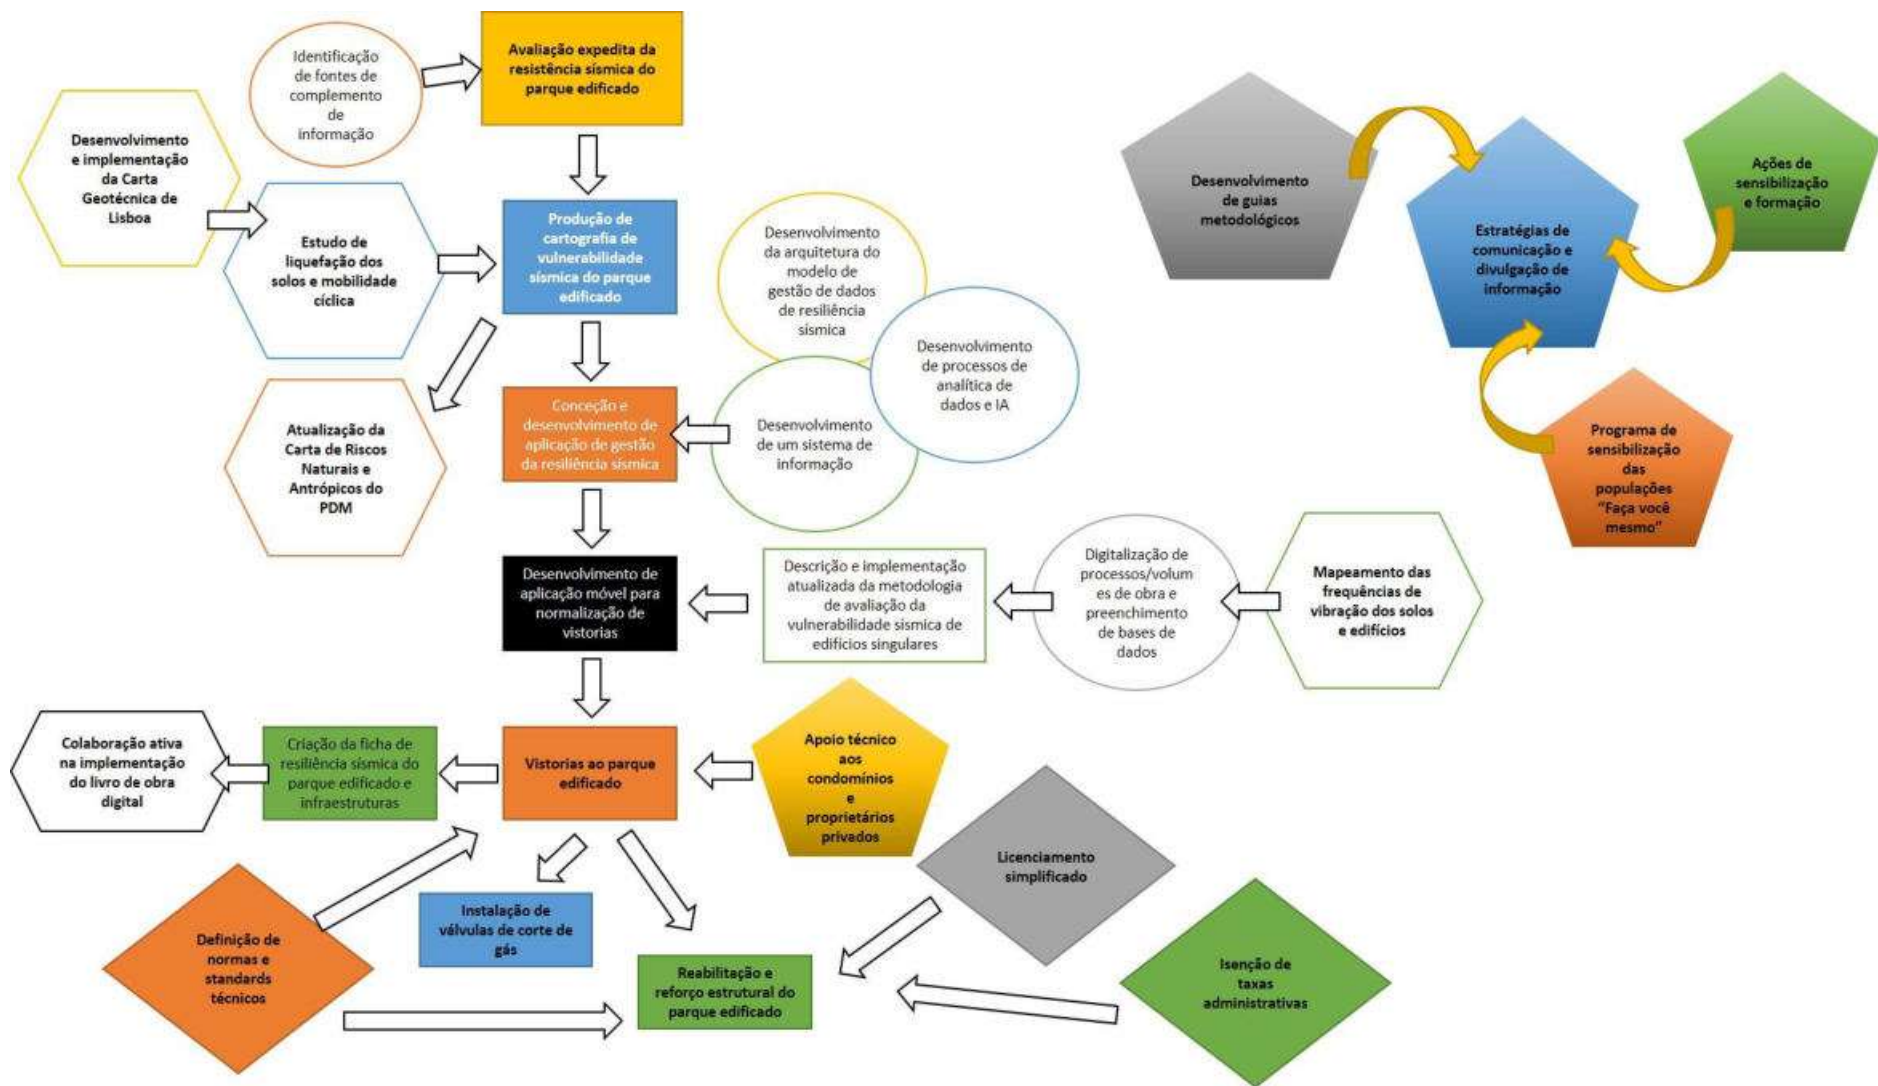 Identificação
de fontes de
complemento
de
informação
Avaliação expedita da
resistência sísmica do
parque edificado
Desenvolvimento
e implementação
da Carta
Geotécnica de
Lisboa
Estudo de
liquefação dos
solos e mobilidade
cíclica
Produção de
cartografia de
vulnerabilidade
sísmica do parque
edificado
Desenvolvimento
da arquitetura do
modelo de
gestão de dados
de resiliência
sísmica
Desenvolvimento
de processos de
analítica de
dados e IA
Desenvolvimento
de um sistema de
informação
Conceção e
desenvolvimento de
aplicação de gestão
da resiliência sísmica
Atualização da
Carta de Riscos
Naturais e
Antrópicos do
PDM
Desenvolvimento
de guias
metodológicos
Estratégias de
comunicação e
divulgação de
informação
Ações de
sensibilização
e formação
Programa de
sensibilização
das
populações
"Faça você
mesmo"
Desenvolvimento de
aplicação móvel para
normalização de
vistorias
Descrição e implementação
atualizada da metodologia
de avaliação da
vulnerabilidade sísmica de
edifícios singulares
Digitalização de
processos/volum
es de obra e
preenchimento
de bases de
dados
Mapeamento das
frequências de
vibração dos solos
e edifícios
Colaboração ativa
na implementação
do livro de obra
digital
Criação da ficha de
resiliência sísmica do
parque edificado e
infraestruturas
Vistorias ao parque
edificado
Apoio técnico
aos
condomínios
e
proprietários
privados
Licenciamento
simplificado
Definição de
normas e
standards
técnicos
Instalação de
válvulas de corte de
gás
Reabilitação e
reforço estrutural do
parque edificado
Isenção de
taxas
administrativas